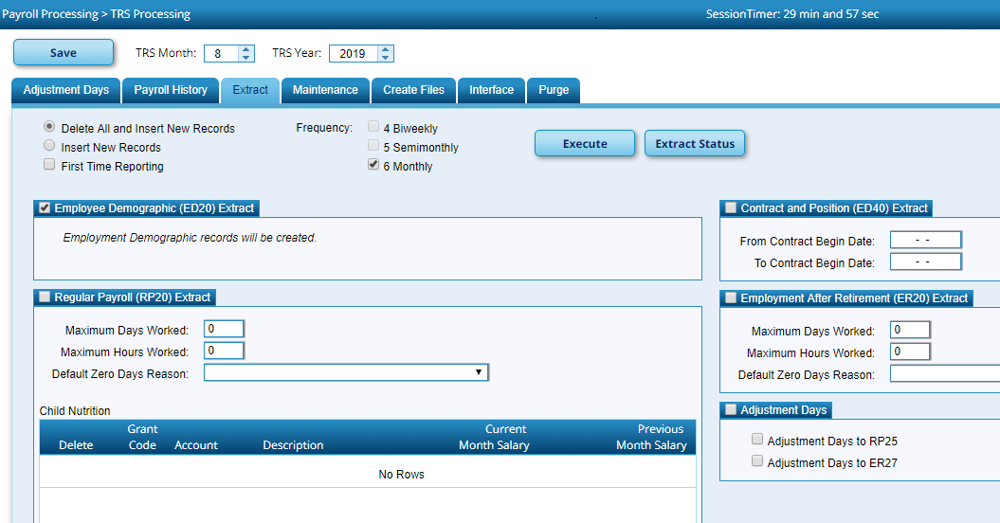 Payroll Processing > TRS Processing
SessionTimer: 29 min and 57 sec
Save TRS Month: 8 TRS Year: 2019
Adjustment Days Payroll History Extract Maintenance Create Files Interface Purge
Delete All and Insert New Records Frequency: 4 Biweekly
Insert New Records 5 Semimonthly Execute Extract Status
First Time Reporting 6 Monthly
Employee Demographic (ED20) Extract
Employment Demographic records will be created.
Contract and Position (ED40) Extract
From Contract Begin Date: - -
To Contract Begin Date: - -
Regular Payroll (RP20) Extract
Maximum Days Worked: 0
Maximum Hours Worked: 0
Default Zero Days Reason:
Employment After Retirement (ER20) Extract
Maximum Days Worked: 0
Maximum Hours Worked: 0
Default Zero Days Reason:
Child Nutrition
Delete Grant Code Account Description Current Month Salary Previous Month Salary
No Rows
Adjustment Days
Adjustment Days to RP25
Adjustment Days to ER27